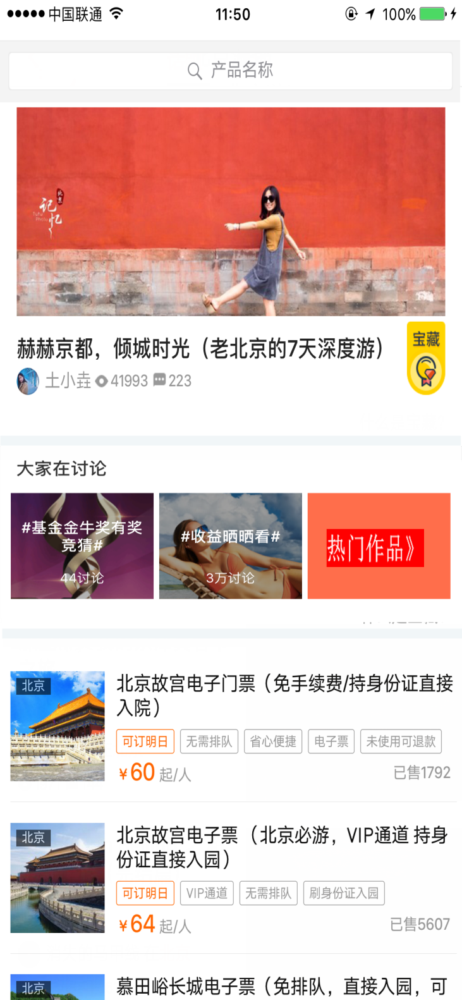 中国联通
11:50
100%
产品名称
北京
记忆
赫赫京都，倾城时光（老北京的7天深度游）
宝藏
土小垚 41993 223
大家在讨论
#基金金牛奖有奖
竞猜#
44讨论
#收益晒晒看#
3万讨论
热门作品》
北京
北京故宫电子门票（免手续费/持身份证直接
入院）
可订明日 无需排队 省心便捷 电子票 未使用可退款
¥60起/人
已售1792
北京
北京故宫电子票（北京必游，VIP通道 持身
份证直接入园）
可订明日 VIP通道 无需排队 刷身份证入园
¥64起/人
已售5607
北京
慕田峪长城电子票（免排队，直接入园，可